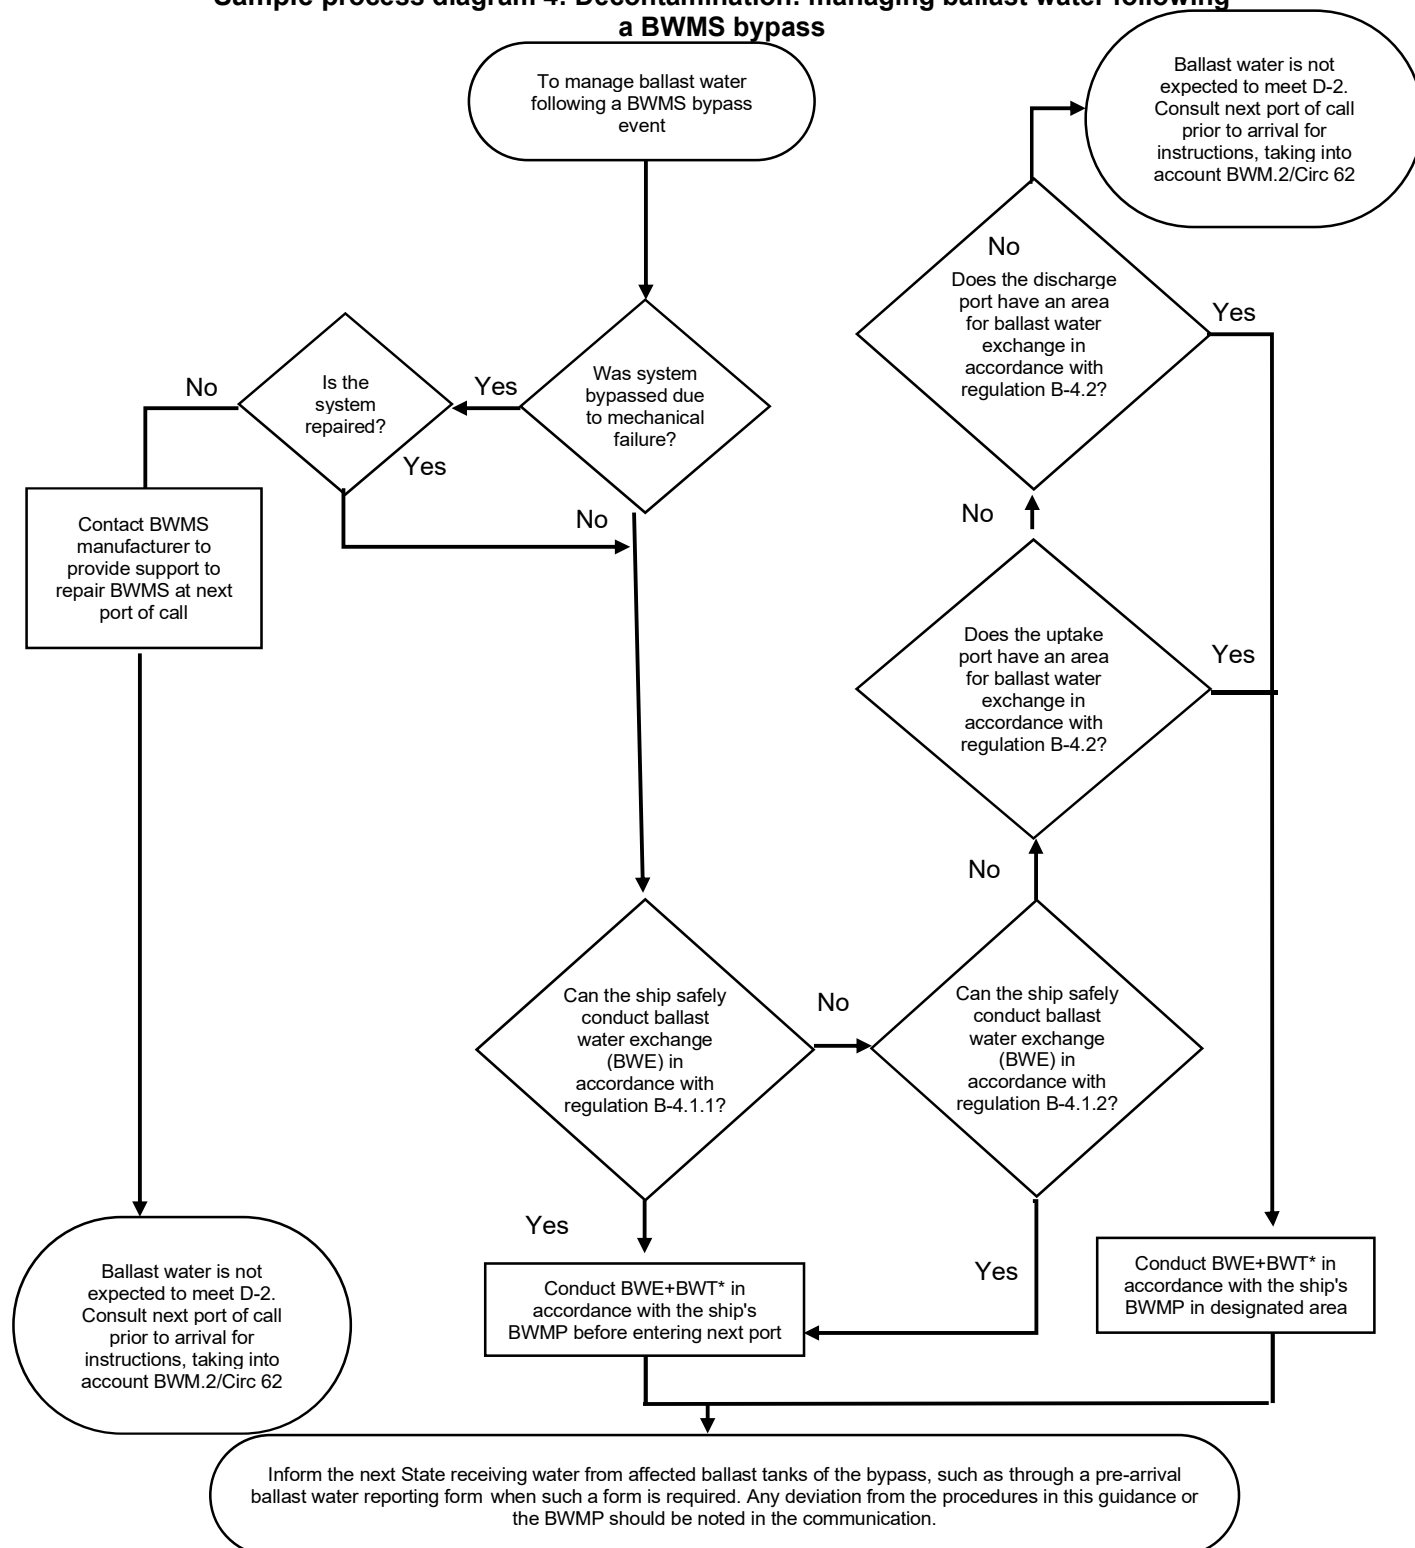 Sample process diagram 4: Decontamination: managing ballast water following
a BWMS bypass
To manage ballast water
following a BWMS bypass
event
Ballast water is not
expected to meet D-2.
Consult next port of call
prior to arrival for
instructions, taking into
account BWM.2/Circ 62
No
Does the discharge
port have an area
for ballast water
exchange in
accordance with
regulation B-4.2?
Yes
Was system
bypassed due
to mechanical
failure?
Yes
Is the
system
repaired?
No
Yes
No
Contact BWMS
manufacturer to
provide support to
repair BWMS at next
port of call
No
Does the uptake
port have an area
for ballast water
exchange in
accordance with
regulation B-4.2?
Yes
No
Can the ship safely
conduct ballast
water exchange
(BWE) in
accordance with
regulation B-4.1.1?
No
Can the ship safely
conduct ballast
water exchange
(BWE) in
accordance with
regulation B-4.1.2?
Yes
Yes
Conduct BWE+BWT* in
accordance with the ship's
BWMP before entering next port
Conduct BWE+BWT* in
accordance with the ship's
BWMP in designated area
Ballast water is not
expected to meet D-2.
Consult next port of call
prior to arrival for
instructions, taking into
account BWM.2/Circ 62
Inform the next State receiving water from affected ballast tanks of the bypass, such as through a pre-arrival
ballast water reporting form when such a form is required. Any deviation from the procedures in this guidance or
the BWMP should be noted in the communication.